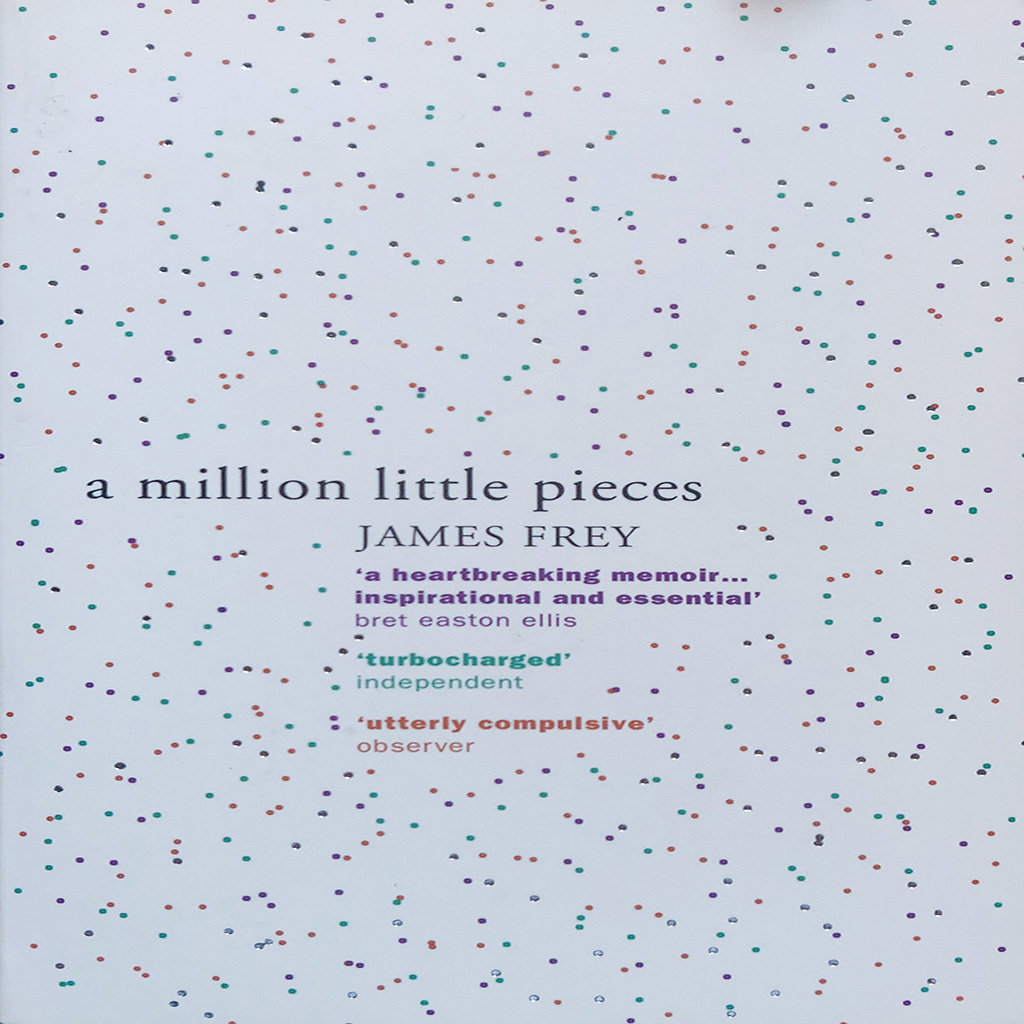 a million little pieces
JAMES FREY
‘a heartbreaking memoir...
inspirational and essential’
bret easton ellis
‘turbocharged’
independent
‘utterly compulsive’
observer